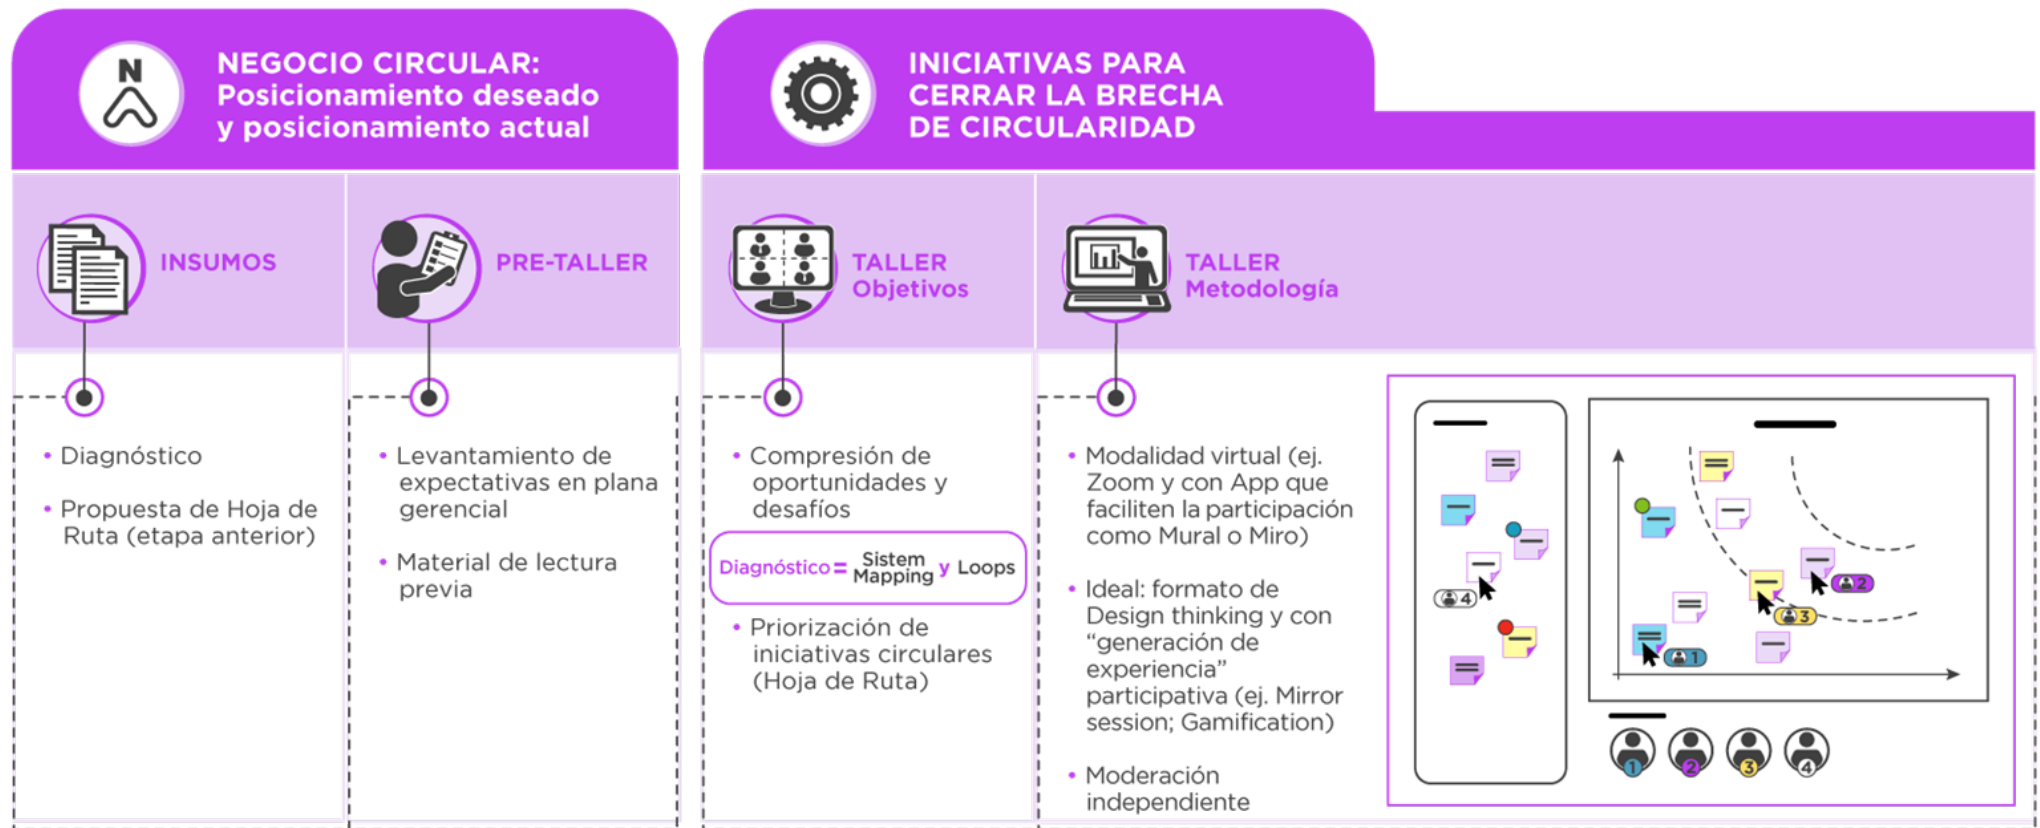 N
NEGOCIO CIRCULAR:
Posicionamiento deseado
y posicionamiento actual
INICIATIVAS PARA
CERRAR LA BRECHA
DE CIRCULARIDAD
INSUMOS
PRE-TALLER
TALLER
Objetivos
TALLER
Metodología
• Diagnóstico
• Propuesta de Hoja de
Ruta (etapa anterior)
• Levantamiento de
expectativas en plana
gerencial
• Material de lectura
previa
• Compresión de
oportunidades y
desafíos
Diagnóstico = Sistem Mapping y Loops
• Priorización de
iniciativas circulares
(Hoja de Ruta)
• Modalidad virtual (ej.
Zoom y con App que
faciliten la participación
como Mural o Miro)
• Ideal: formato de
Design thinking y con
“generación de
experiencia”
participativa (ej. Mirror
session; Gamification)
• Moderación
independiente
4
2
3
1
1 2 3 4